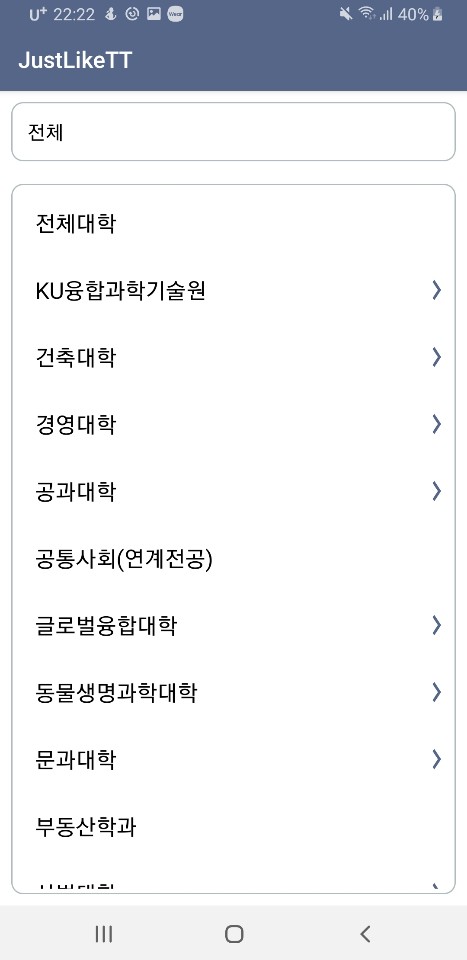 U+ 22:22 Wear 40%
JustLikeTT
전체
전체대학
KU융합과학기술원
건축대학
경영대학
공과대학
공통사회(연계전공)
글로벌융합대학
동물생명과학대학
문과대학
부동산학과